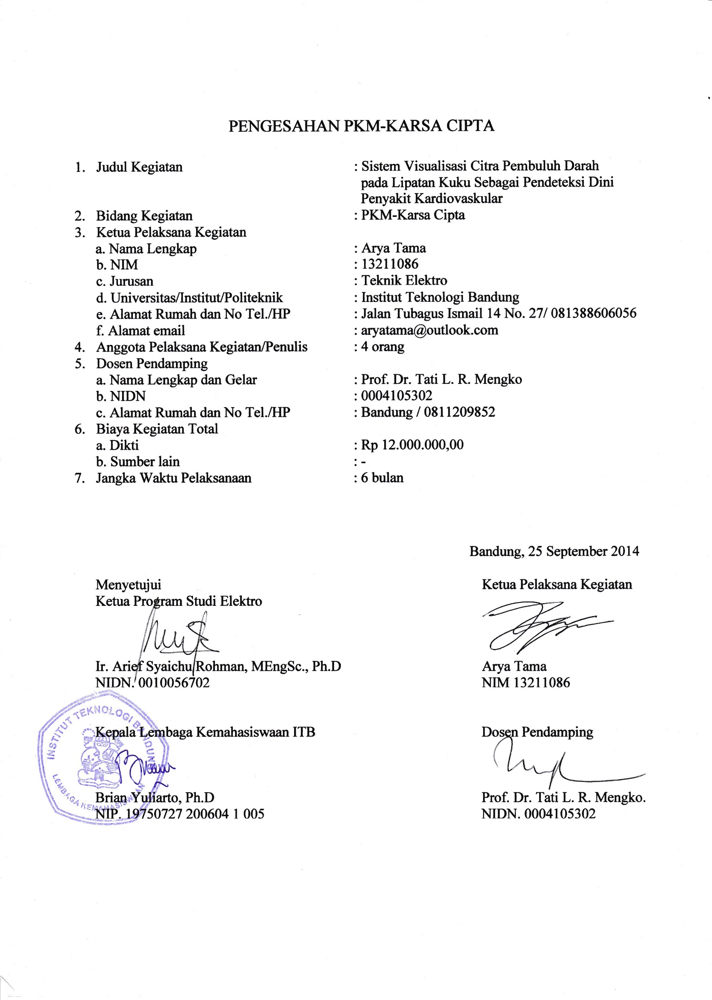 PENGESAHAN PKM-KARSA CIPTA
1. Judul Kegiatan : Sistem Visualisasi Citra Pembuluh Darah
pada Lipatan Kuku Sebagai Pendeteksi Dini
Penyakit Kardiovaskular
2. Bidang Kegiatan : PKM-Karsa Cipta
3. Ketua Pelaksana Kegiatan
a. Nama Lengkap : Arya Tama
b. NIM : 13211086
c. Jurusan : Teknik Elektro
d. Universitas/Institut/Politeknik : Institut Teknologi Bandung
e. Alamat Rumah dan No Tel./HP : Jalan Tubagus Ismail 14 No. 27/ 081388606056
f. Alamat email : aryatama@outlook.com
4. Anggota Pelaksana Kegiatan/Penulis : 4 orang
5. Dosen Pendamping
a. Nama Lengkap dan Gelar : Prof. Dr. Tati L. R. Mengko
b. NIDN : 0004105302
c. Alamat Rumah dan No Tel./HP : Bandung / 0811209852
6. Biaya Kegiatan Total
a. Dikti : Rp 12.000.000,00
b. Sumber lain : -
7. Jangka Waktu Pelaksanaan : 6 bulan
Bandung, 25 September 2014
Menyetujui
Ketua Program Studi Elektro
Ir. Arief Syaichu Rohman, MEngSc., Ph.D
NIDN. 0010056702
Ketua Pelaksana Kegiatan
Arya Tama
NIM 13211086
INSTITUT TEKNOLOGI BANDUNG
LEMBAGA KEMAHASISWAAN
Kepala Lembaga Kemahasiswaan ITB
Brian Yuliarto, Ph.D
NIP. 19750727 200604 1 005
Dosen Pendamping
Prof. Dr. Tati L. R. Mengko.
NIDN. 0004105302